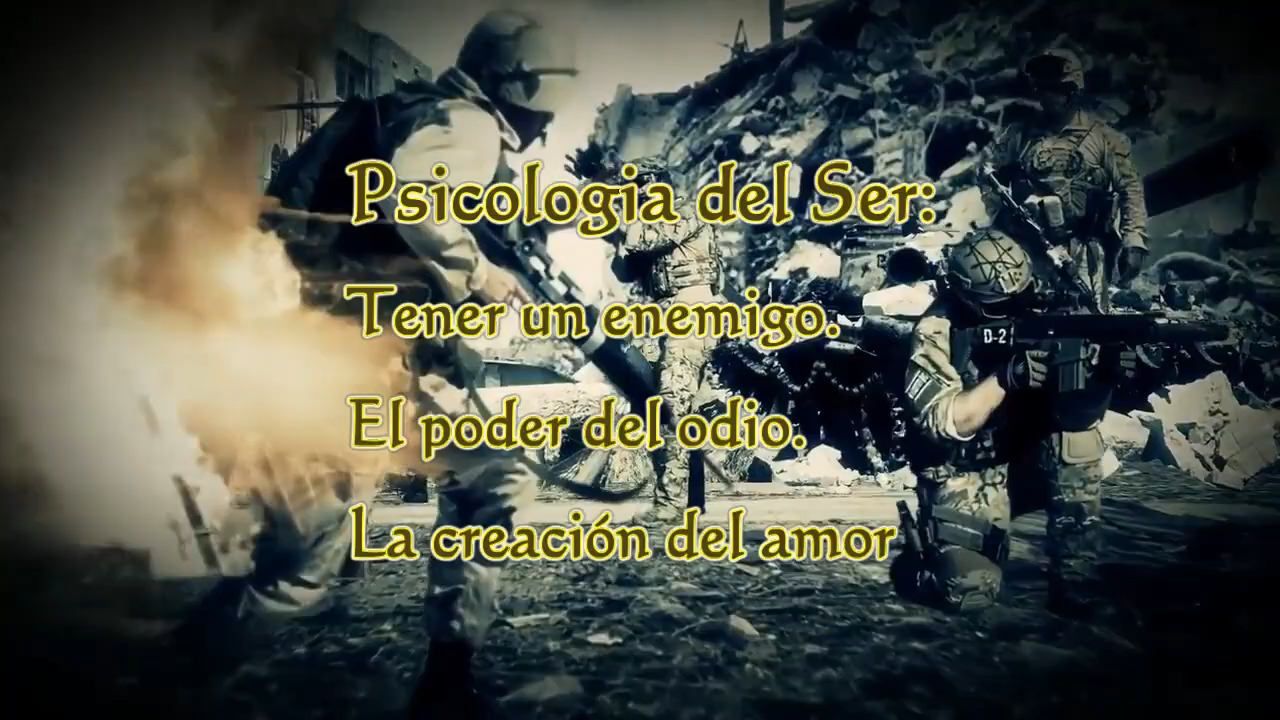 Psicologia del Ser:
Tener un enemigo.
El poder del odio.
La creación del amor
D-2